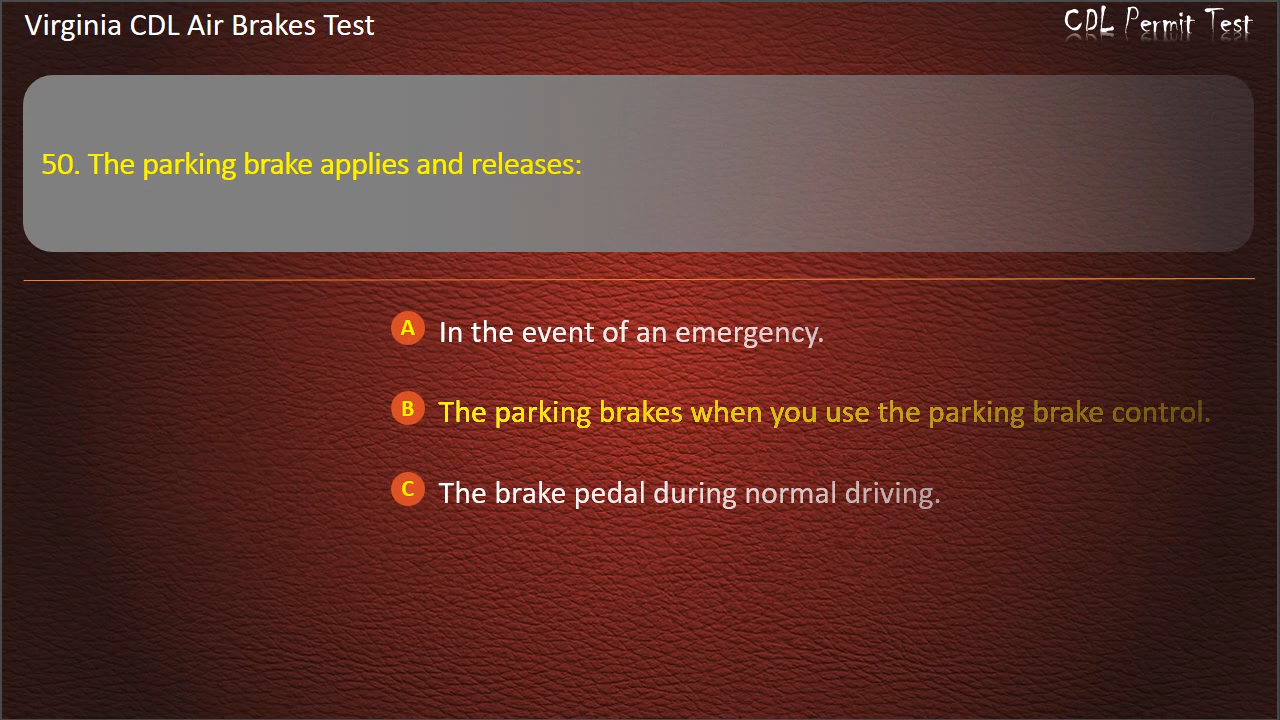 Virginia CDL Air Brakes Test
CDL Permit Test
50. The parking brake applies and releases:
A In the event of an emergency.
B The parking brakes when you use the parking brake control.
C The brake pedal during normal driving.